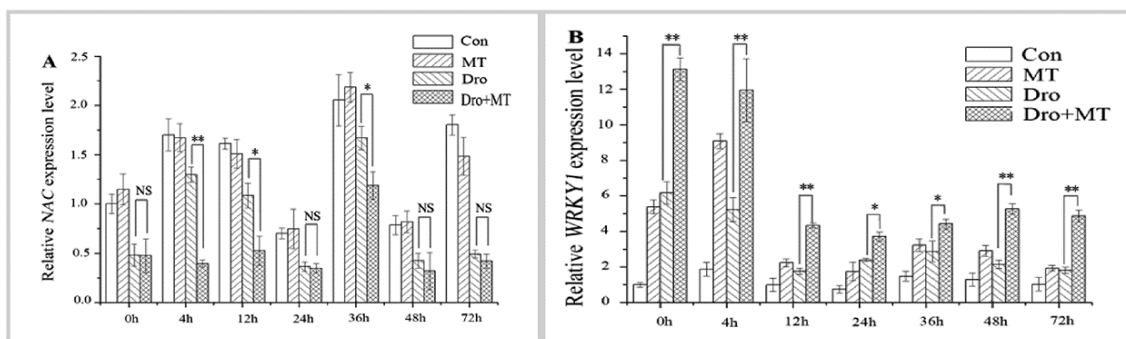 A
Con
MT
Dro
Dro+MT
Relative NAC expression level
2.5
2.0
1.5
1.0
0.5
0.0
NS
**
*
NS
*
NS
NS
0h
4h
12h
24h
36h
48h
72h
B
Con
MT
Dro
Dro+MT
Relative WRKY1 expression level
14
12
10
8
6
4
2
0
**
**
**
*
*
**
**
0h
4h
12h
24h
36h
48h
72h